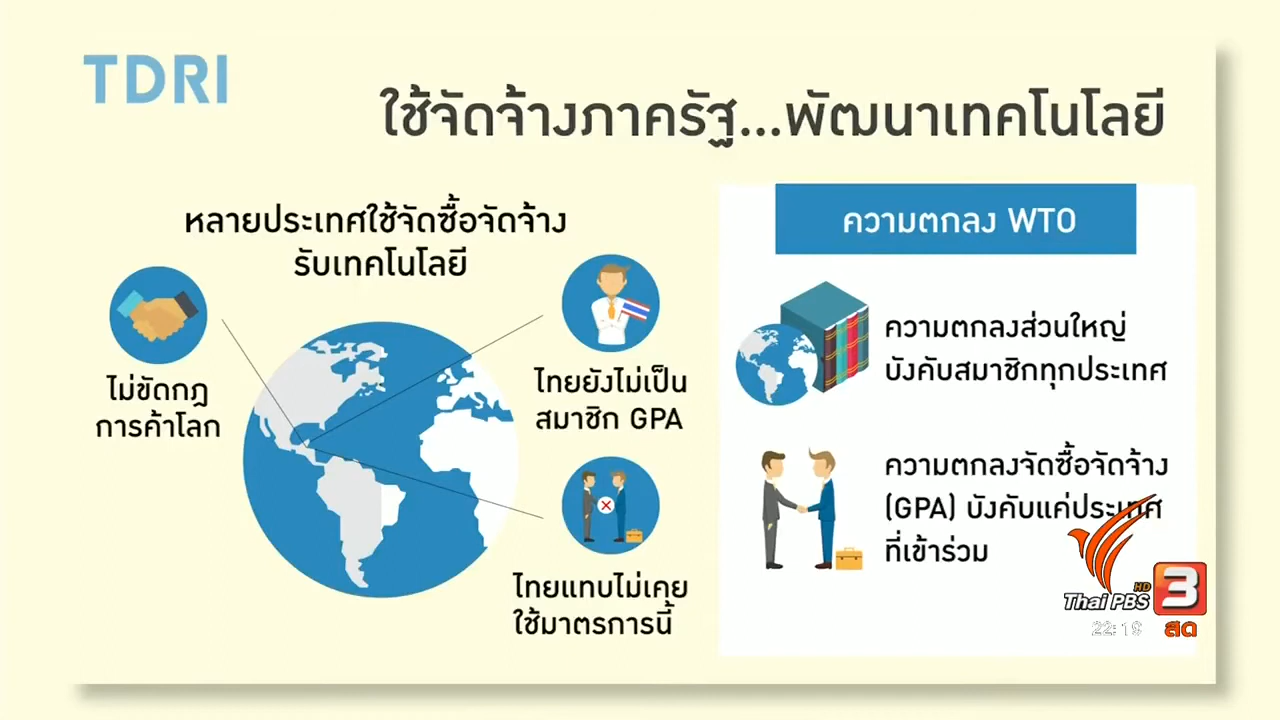 TDRI
ใช้จัดจ้างภาครัฐ...พัฒนาเทคโนโลยี
หลายประเทศใช้จัดซื้อจัดจ้าง
รับเทคโนโลยี
ไม่ขัดกฎ
การค้าโลก
ไทยยังไม่เป็น
สมาชิก GPA
ไทยแทบไม่เคย
ใช้มาตรการนี้
ความตกลง WTO
ความตกลงส่วนใหญ่
บังคับสมาชิกทุกประเทศ
ความตกลงจัดซื้อจัดจ้าง
(GPA) บังคับแค่ประเทศ
ที่เข้าร่วม
HD
Thai PBS 3
22:19 สด